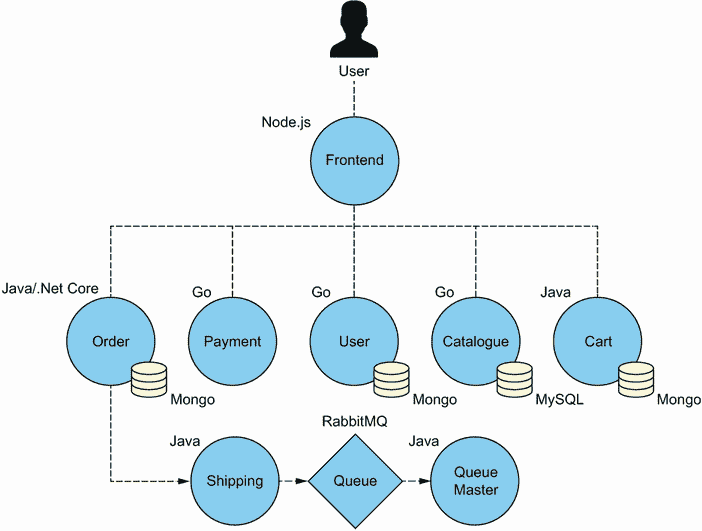 User
Node.js
Frontend
Java/.Net Core
Go
Go
Go
Java
Order
Payment
User
Catalogue
Cart
Mongo
Mongo
MySQL
Mongo
RabbitMQ
Java
Java
Shipping
Queue
Queue
Master